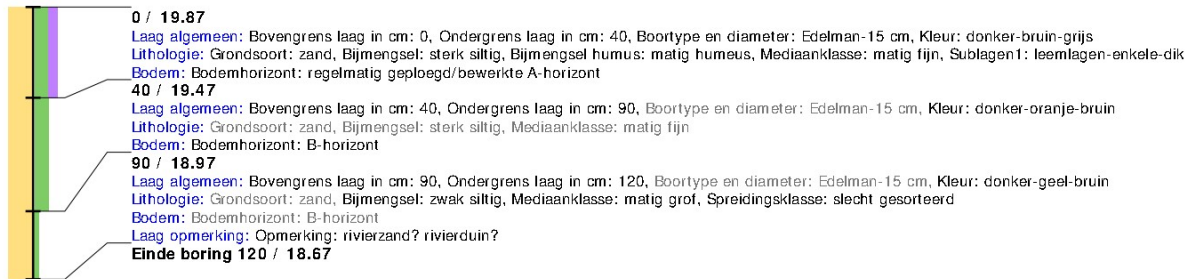 0 / 19.87
Laag algemeen: Bovengrens laag in cm: 0, Ondergrens laag in cm: 40, Boortype en diameter: Edelman-15 cm, Kleur: donker-bruin-grijs
Lithologie: Grondsoort: zand, Bijmengsel: sterk siltig, Bijmengsel humus: matig humeus, Mediaanklasse: matig fijn, Sublagen1: leemlagen-enkele-dik
Bodem: Bodemhorizont: regelmatig geploegd/bewerkte A-horizont
40 / 19.47
Laag algemeen: Bovengrens laag in cm: 40, Ondergrens laag in cm: 90, Boortype en diameter: Edelman-15 cm, Kleur: donker-oranje-bruin
Lithologie: Grondsoort: zand, Bijmengsel: sterk siltig, Mediaanklasse: matig fijn
Bodem: Bodemhorizont: B-horizont
90 / 18.97
Laag algemeen: Bovengrens laag in cm: 90, Ondergrens laag in cm: 120, Boortype en diameter: Edelman-15 cm, Kleur: donker-geel-bruin
Lithologie: Grondsoort: zand, Bijmengsel: zwak siltig, Mediaanklasse: matig grof, Spreidingsklasse: slecht gesorteerd
Bodem: Bodemhorizont: B-horizont
Laag opmerking: Opmerking: rivierzand? rivierduin?
Einde boring 120 / 18.67